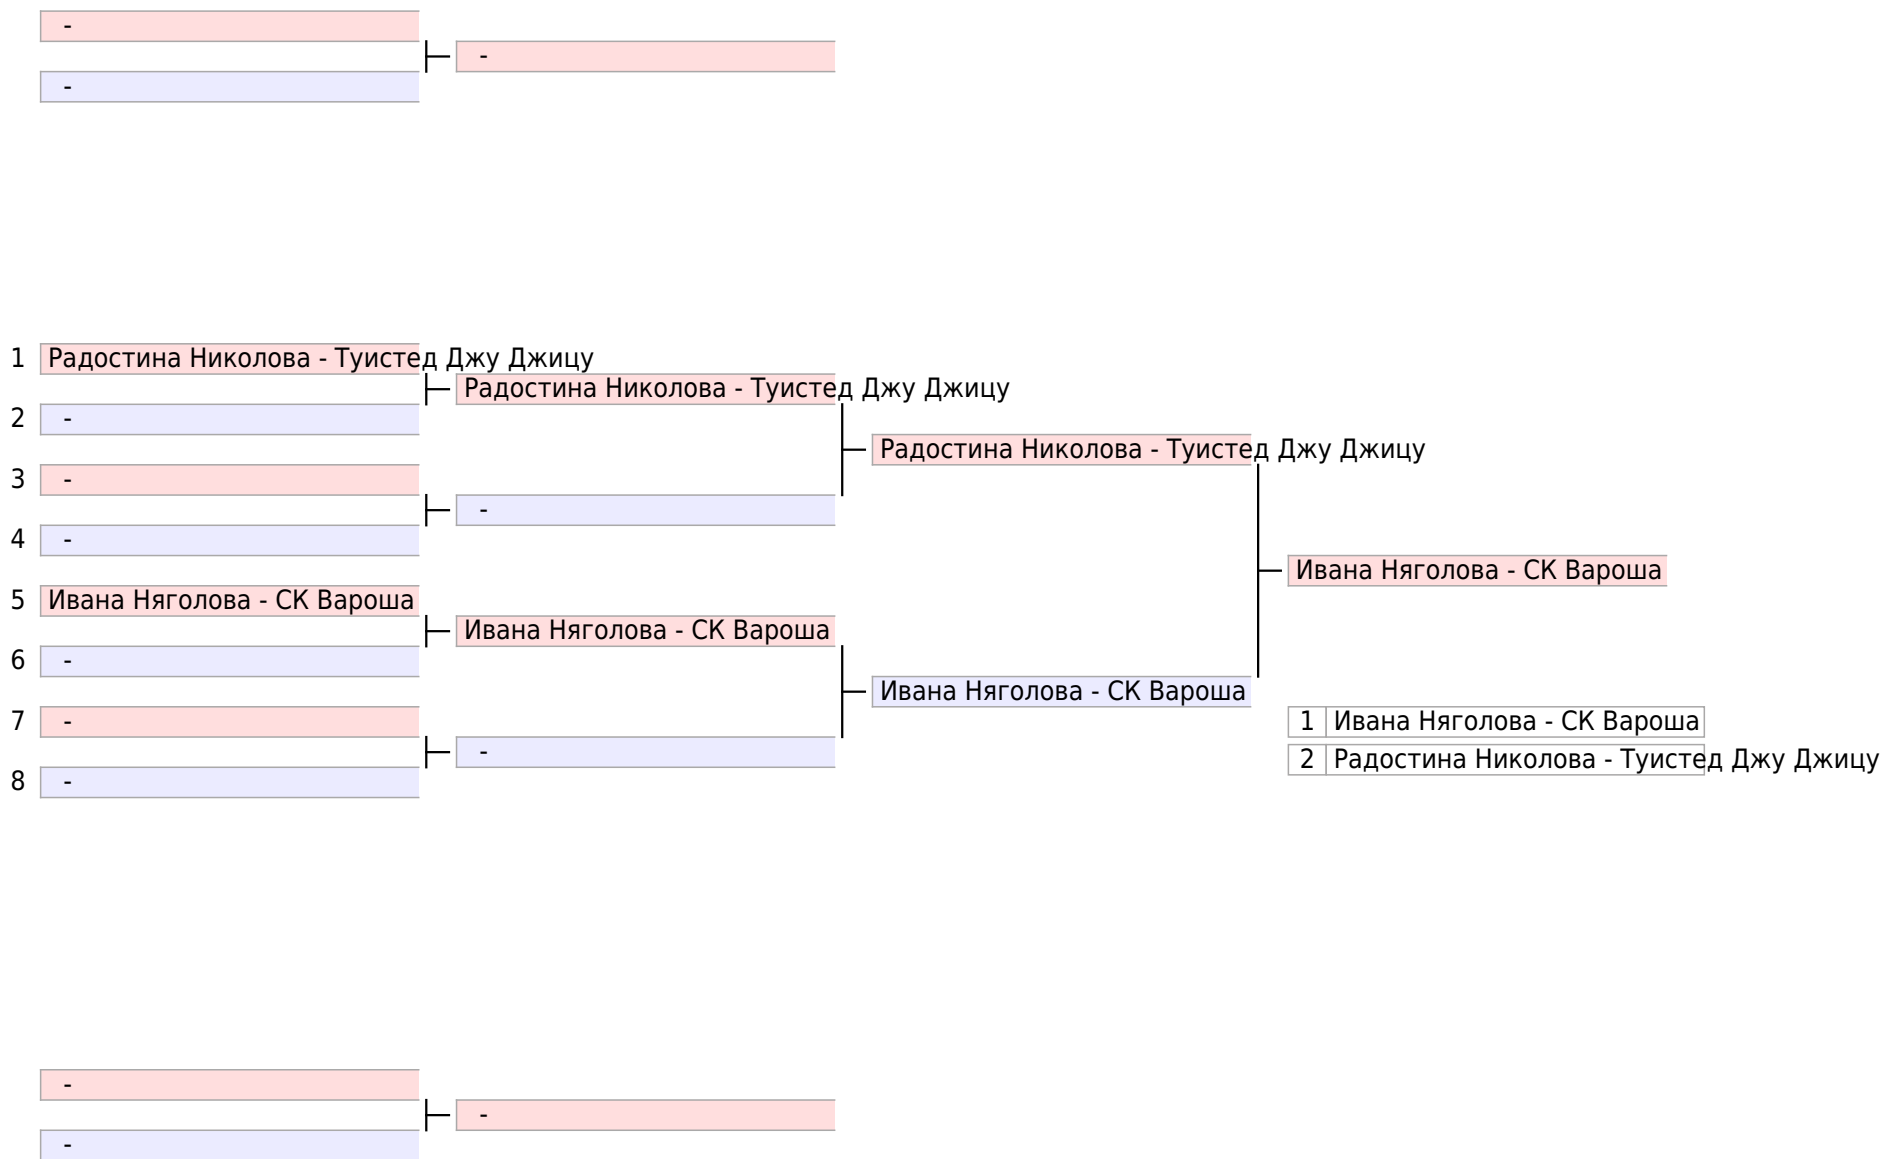 -
-
-
1 Радостина Николова - Туистед Джу Джицу
Радостина Николова - Туистед Джу Джицу
2 -
Радостина Николова - Туистед Джу Джицу
3 -
-
4 -
Ивана Няголова - СК Вароша
5 Ивана Няголова - СК Вароша
Ивана Няголова - СК Вароша
6 -
Ивана Няголова - СК Вароша
7 -
1 Ивана Няголова - СК Вароша
-
2 Радостина Николова - Туистед Джу Джицу
8 -
-
-
-